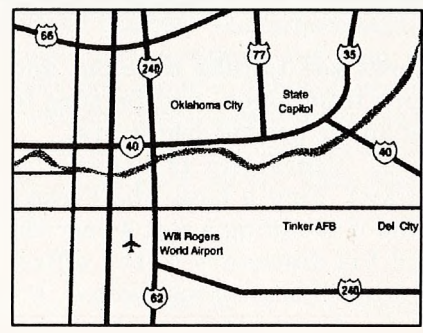 66
240
77
35
Oklahoma City
State
Capitol
40
40
Will Rogers
World Airport
Tinker AFB
Del City
62
240